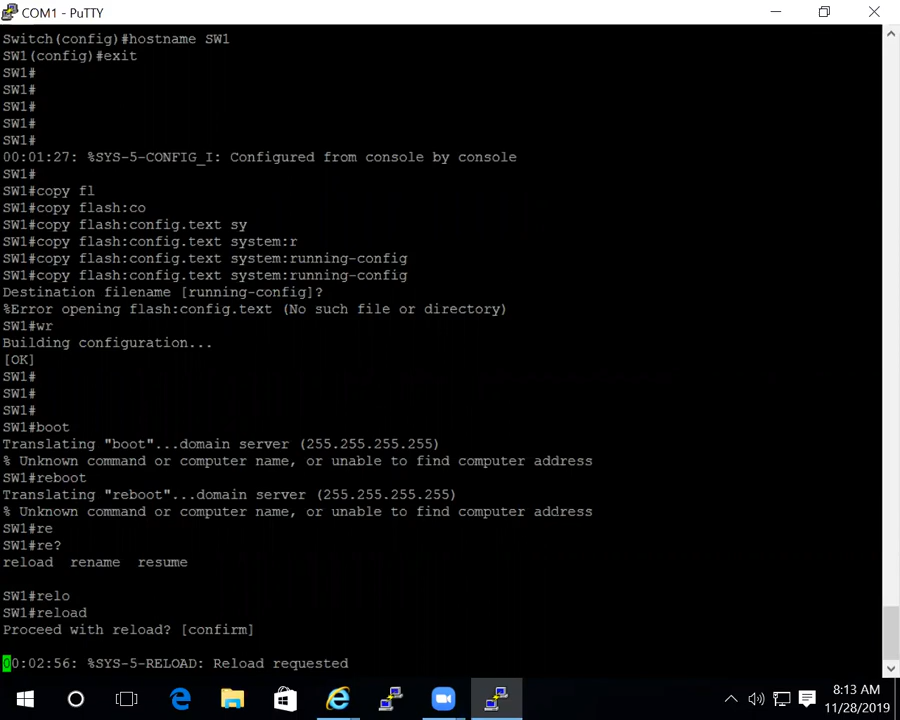 COM1 - PuTTY
Switch(config)#hostname SW1
SW1(config)#exit
SW1#
SW1#
SW1#
SW1#
SW1#
00:01:27: %SYS-5-CONFIG_I: Configured from console by console
SW1#
SW1#copy fl
SW1#copy flash:co
SW1#copy flash:config.text sy
SW1#copy flash:config.text system:r
SW1#copy flash:config.text system:running-config
SW1#copy flash:config.text system:running-config
Destination filename [running-config]?
%Error opening flash:config.text (No such file or directory)
SW1#wr
Building configuration...
[OK]
SW1#
SW1#
SW1#
SW1#boot
Translating "boot"...domain server (255.255.255.255)
% Unknown command or computer name, or unable to find computer address
SW1#reboot
Translating "reboot"...domain server (255.255.255.255)
% Unknown command or computer name, or unable to find computer address
SW1#re
SW1#re?
reload  rename  resume
SW1#relo
SW1#reload
Proceed with reload? [confirm]
00:02:56: %SYS-5-RELOAD: Reload requested
8:13 AM
11/28/2019